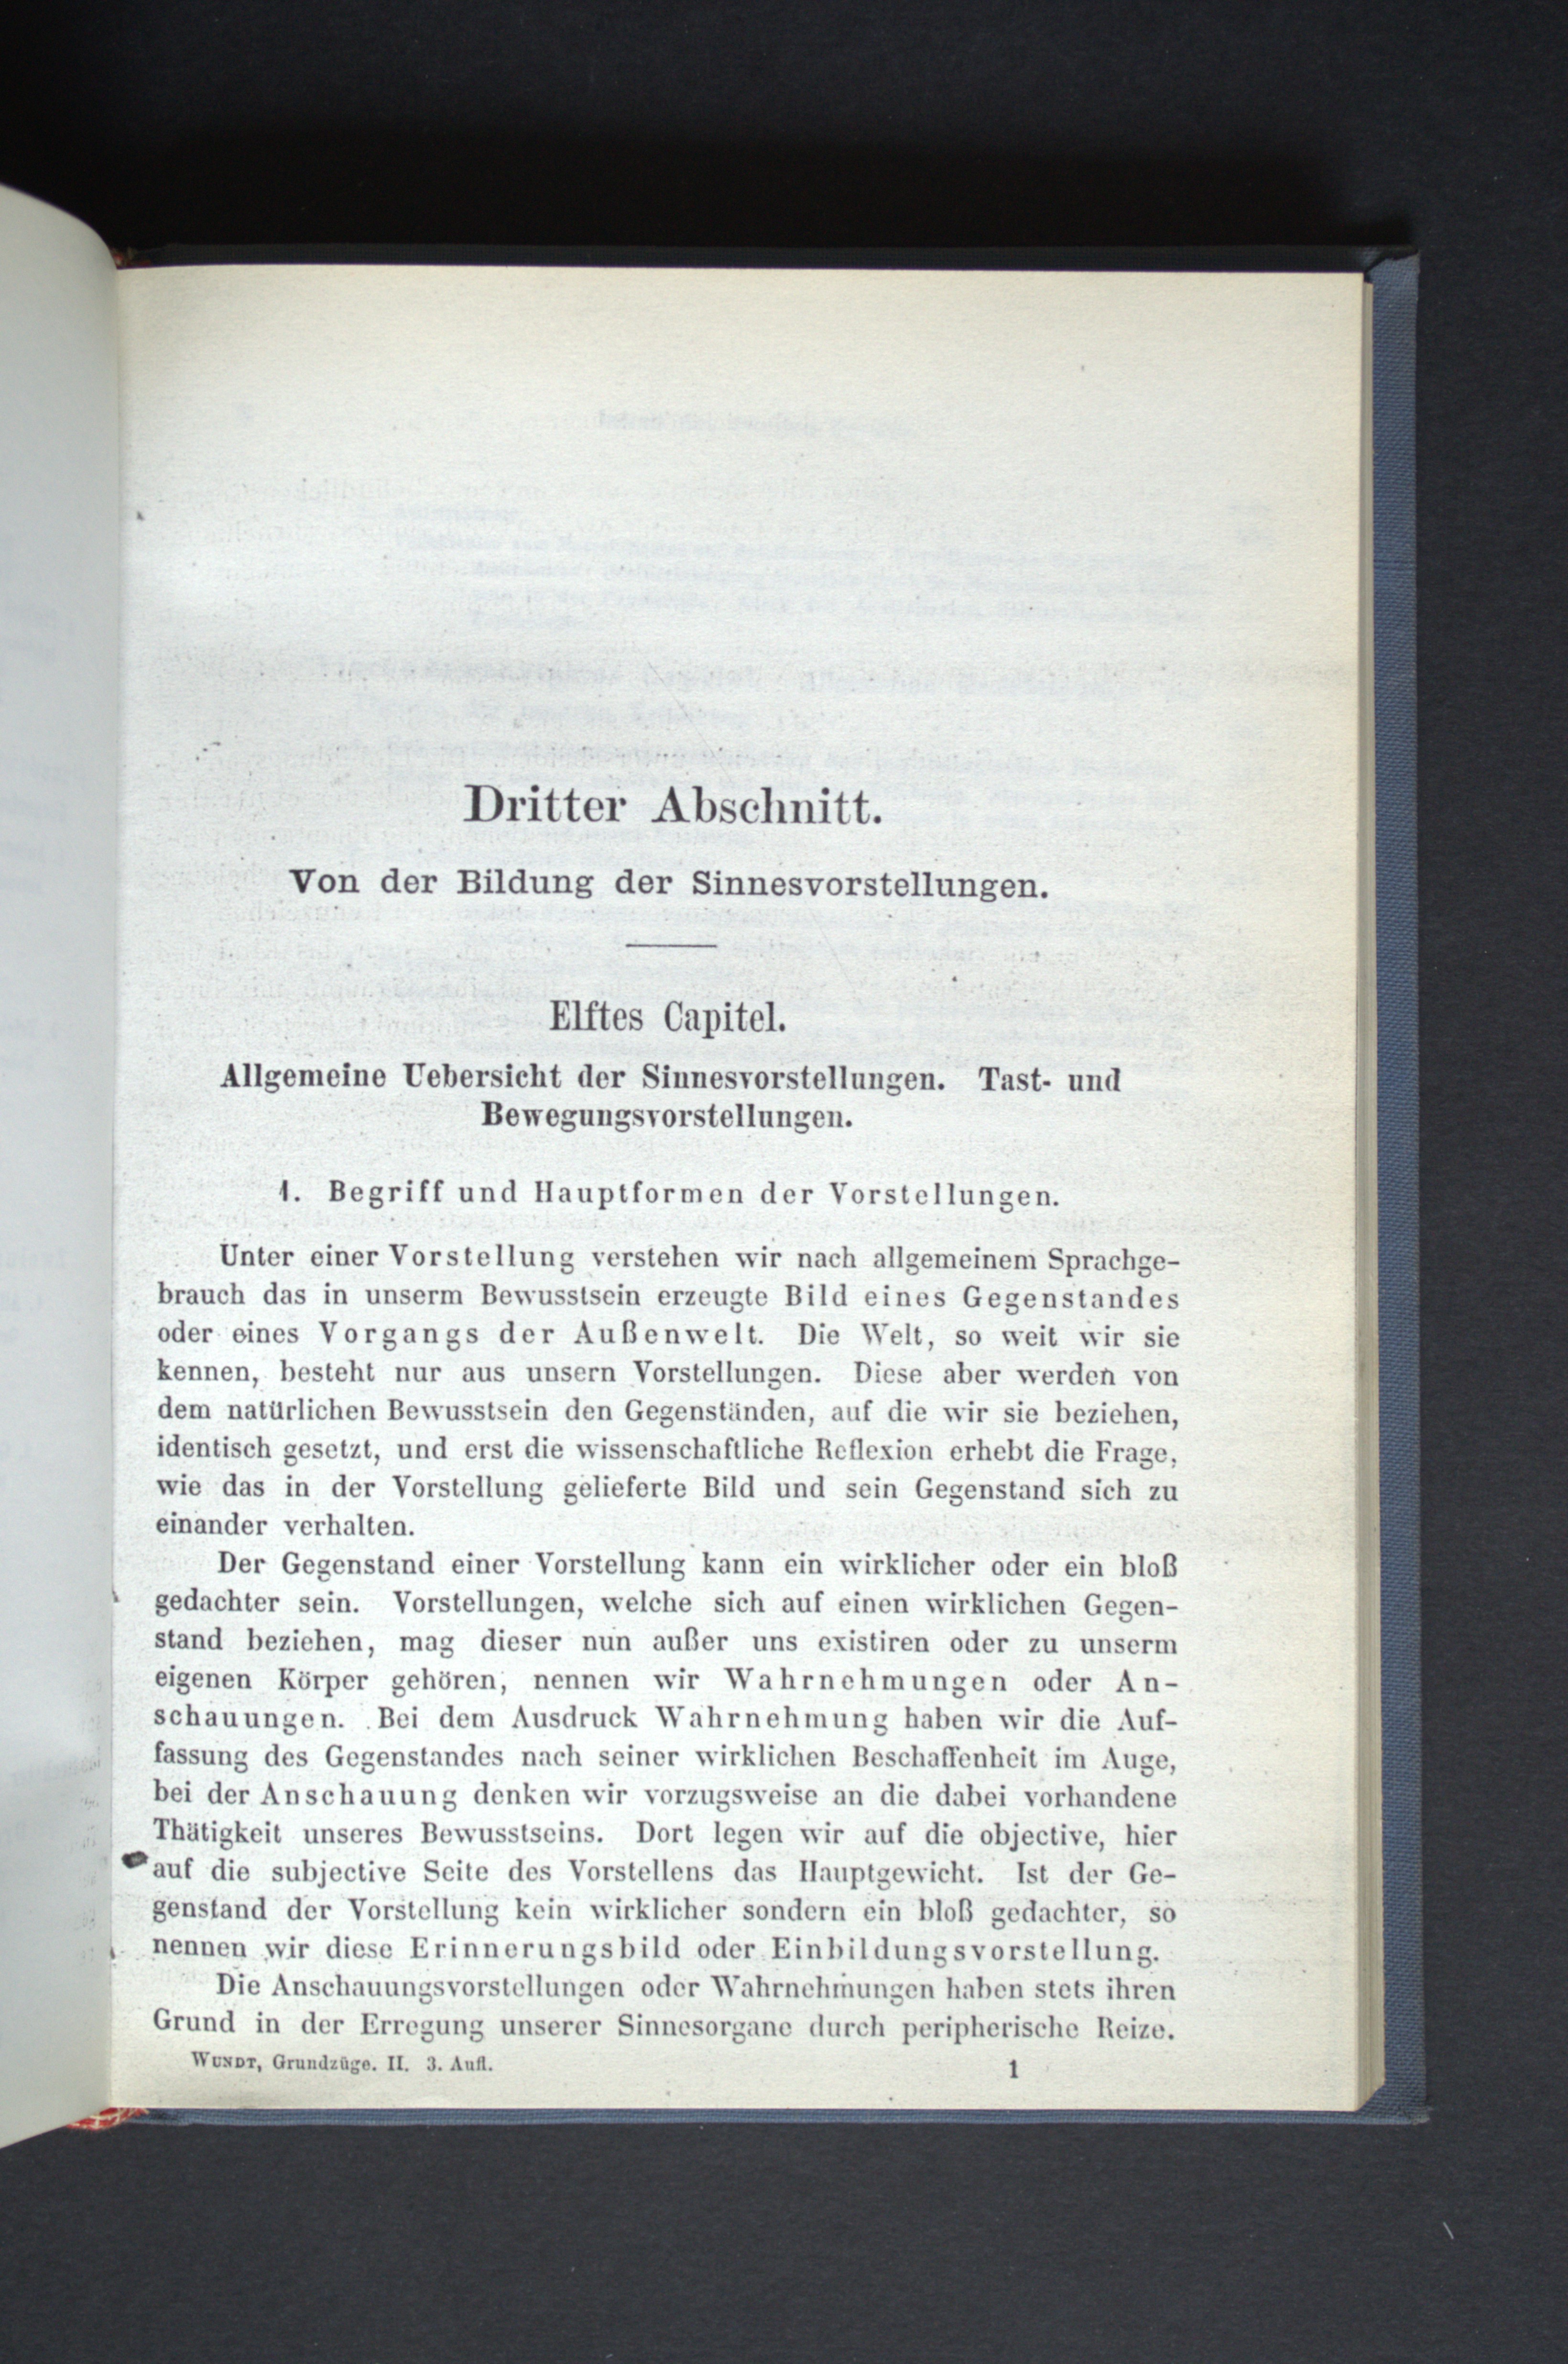 Dritter Abschnitt.
Von der Bildung der Sinnesvorstellungen.
Elftes Capitel.
Allgemeine Uebersicht der Sinnesvorstellungen. Tast- und
Bewegungsvorstellungen.
1. Begriff und Hauptformen der Vorstellungen.
Unter einer Vorstellung verstehen wir nach allgemeinem Sprachge-
brauch das in unserm Bewusstsein erzeugte Bild eines Gegenstandes
oder eines Vorgangs der Außenwelt. Die Welt, so weit wir sie
kennen, besteht nur aus unsern Vorstellungen. Diese aber werden von
dem natürlichen Bewusstsein den Gegenständen, auf die wir sie beziehen,
identisch gesetzt, und erst die wissenschaftliche Reflexion erhebt die Frage,
wie das in der Vorstellung gelieferte Bild und sein Gegenstand sich zu
einander verhalten.
Der Gegenstand einer Vorstellung kann ein wirklicher oder ein bloß
gedachter sein. Vorstellungen, welche sich auf einen wirklichen Gegen-
stand beziehen, mag dieser nun außer uns existiren oder zu unserm
eigenen Körper gehören, nennen wir Wahrnehmungen oder An-
schauungen. Bei dem Ausdruck Wahrnehmung haben wir die Auf-
fassung des Gegenstandes nach seiner wirklichen Beschaffenheit im Auge,
bei der Anschauung denken wir vorzugsweise an die dabei vorhandene
Thätigkeit unseres Bewusstseins. Dort legen wir auf die objective, hier
auf die subjective Seite des Vorstellens das Hauptgewicht. Ist der Ge-
genstand der Vorstellung kein wirklicher sondern ein bloß gedachter, so
nennen wir diese Erinnerungsbild oder Einbildungsvorstellung.
Die Anschauungsvorstellungen oder Wahrnehmungen haben stets ihren
Grund in der Erregung unserer Sinnesorgane durch peripherische Reize.
WUNDT, Grundzüge. II. 3. Aufl. 1